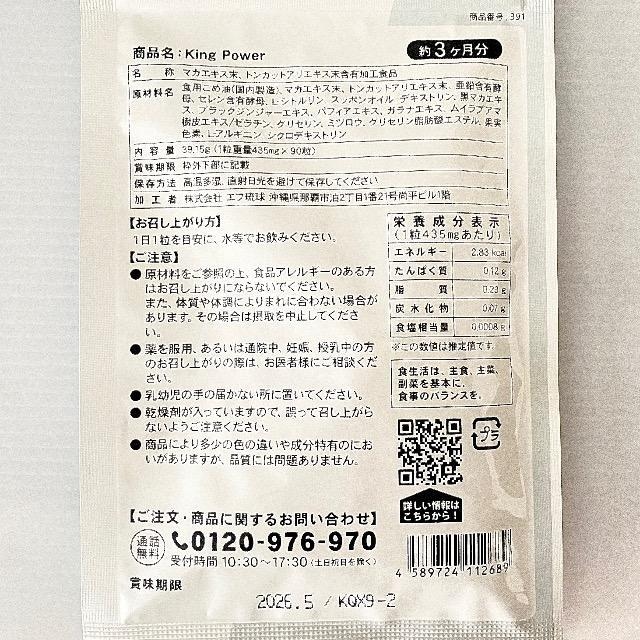 商品番号.391
商品名：King Power
約3ヶ月分
名 称 マカエキス末、トンカットアリエキス末含有加工食品
原材料名 食用こめ油(国内製造)、マカエキス末、トンカットアリエキス末、亜鉛含有酵
母、セレン含有酵母、L-シトルリン、スッポンオイル、デキストリン、黒マカエキ
ス、ブラックジンジャーエキス、パフィアエキス、ガラナエキス、ムイラプアマ
樹皮エキス/ゼラチン、グリセリン、ミツロウ、グリセリン脂肪酸エステル、果実
色素、L-アルギニン、シクロデキストリン
内 容 量 39.15g (1粒重量435mg×90粒)
賞味期限 枠外下部に記載
保存方法 高温多湿、直射日光を避けて保存してください
加 工 者 株式会社 エフ琉球 沖縄県那覇市泊2丁目1番21号尚平ビル1階
【お召し上がり方】
1日1粒を目安に、水等でお飲みください。
【ご注意】
●原材料をご参照の上、食品アレルギーのある方
はお召し上がりにならないでください。
また、体質や体調によりまれに合わない場合が
あります。その場合は摂取を中止してくださ
い。
●薬を服用、あるいは通院中、妊娠、授乳中の方
のお召し上がりの際は、お医者様にご相談くださ
い。
●乳幼児の手の届かない所に置いてください。
●乾燥剤が入っていますので、誤って召し上がら
ないようご注意ください。
●商品により多少の色の違いや成分特有のにお
いがありますが、品質には問題ありません。
栄養成分表示
(1粒435mgあたり)
エネルギー 2.83 kcal
たんぱく質 0.12 g
脂 質 0.23 g
炭水化物 0.07 g
食塩相当量 0.0008 g
※この数値は推定値です。
食生活は、主食、主菜、
副菜を基本に、
食事のバランスを。
プラ
詳しい情報は
こちらから！
【ご注文・商品に関するお問い合わせ】
通話
無料
0120-976-970
受付時間 10:30～17:30 (土日祝日を除く)
4 589724 112689
賞味期限
2026.5 / KQX9-2